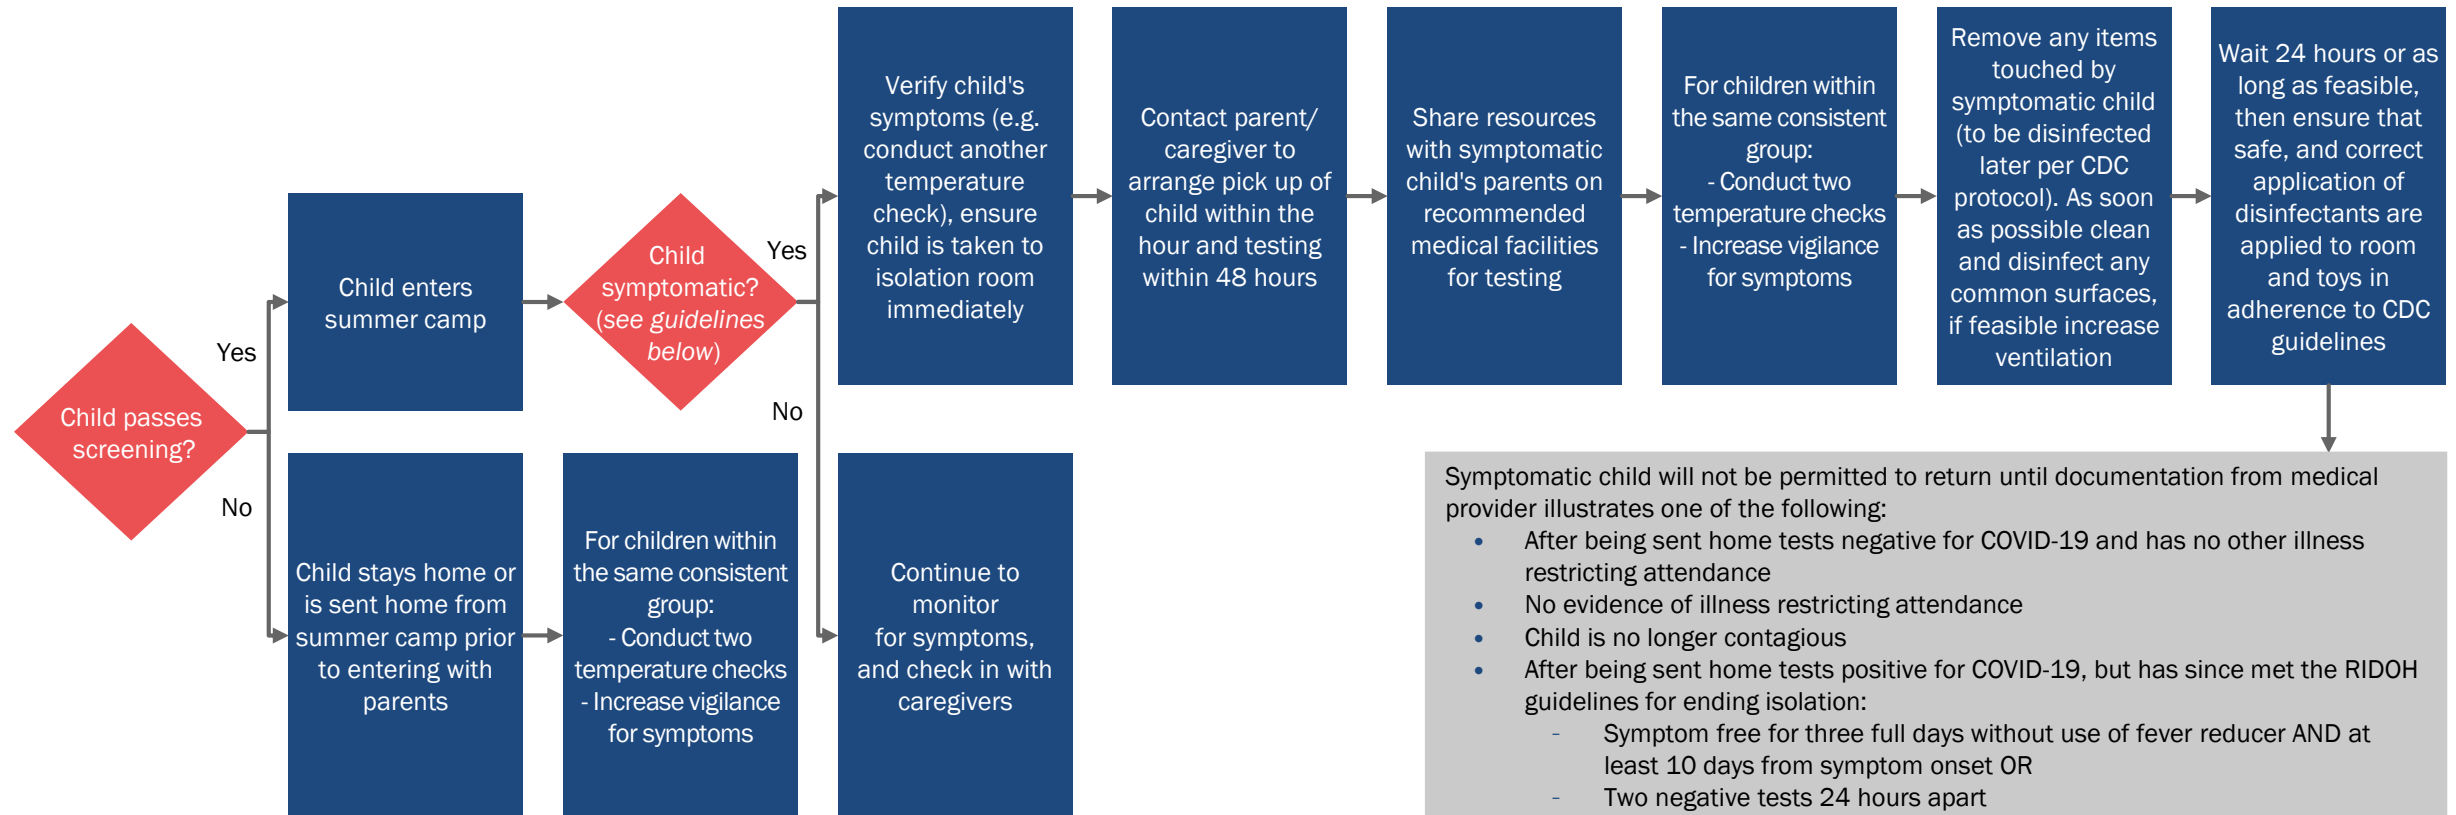 Child passes
screening?
Yes
No
Child enters
summer camp
Child
symptomatic?
(see guidelines
below)
Yes
No
Verify child's
symptoms (e.g.
conduct another
temperature
check), ensure
child is taken to
isolation room
immediately
Contact parent/
caregiver to
arrange pick up of
child within the
hour and testing
within 48 hours
Share resources
with symptomatic
child's parents on
recommended
medical facilities
for testing
For children within
the same consistent
group:
- Conduct two
temperature checks
- Increase vigilance
for symptoms
Remove any items
touched by
symptomatic child
(to be disinfected
later per CDC
protocol). As soon
as possible clean
and disinfect any
common surfaces,
if feasible increase
ventilation
Wait 24 hours or as
long as feasible,
then ensure that
safe, and correct
application of
disinfectants are
applied to room
and toys in
adherence to CDC
guidelines
Child stays home or
is sent home from
summer camp prior
to entering with
parents
For children within
the same consistent
group:
- Conduct two
temperature checks
- Increase vigilance
for symptoms
Continue to
monitor
for symptoms,
and check in with
caregivers
Symptomatic child will not be permitted to return until documentation from medical
provider illustrates one of the following:
• After being sent home tests negative for COVID-19 and has no other illness
restricting attendance
• No evidence of illness restricting attendance
• Child is no longer contagious
• After being sent home tests positive for COVID-19, but has since met the RIDOH
guidelines for ending isolation:
- Symptom free for three full days without use of fever reducer AND at
least 10 days from symptom onset OR
- Two negative tests 24 hours apart